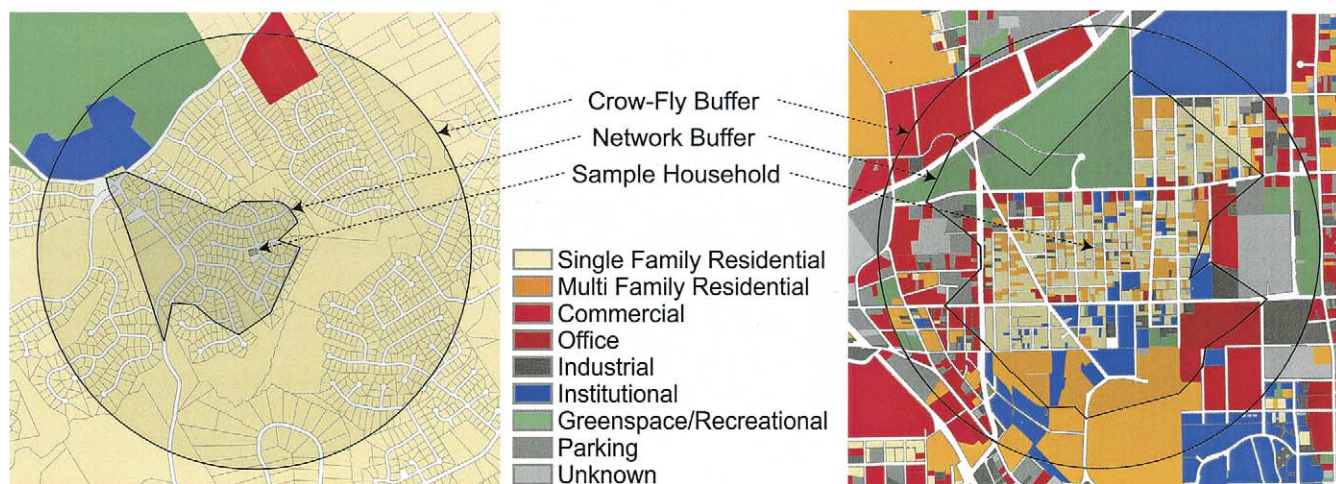 Crow-Fly Buffer
Network Buffer
Sample Household
Single Family Residential
Multi Family Residential
Commercial
Office
Industrial
Institutional
Greenspace/Recreational
Parking
Unknown